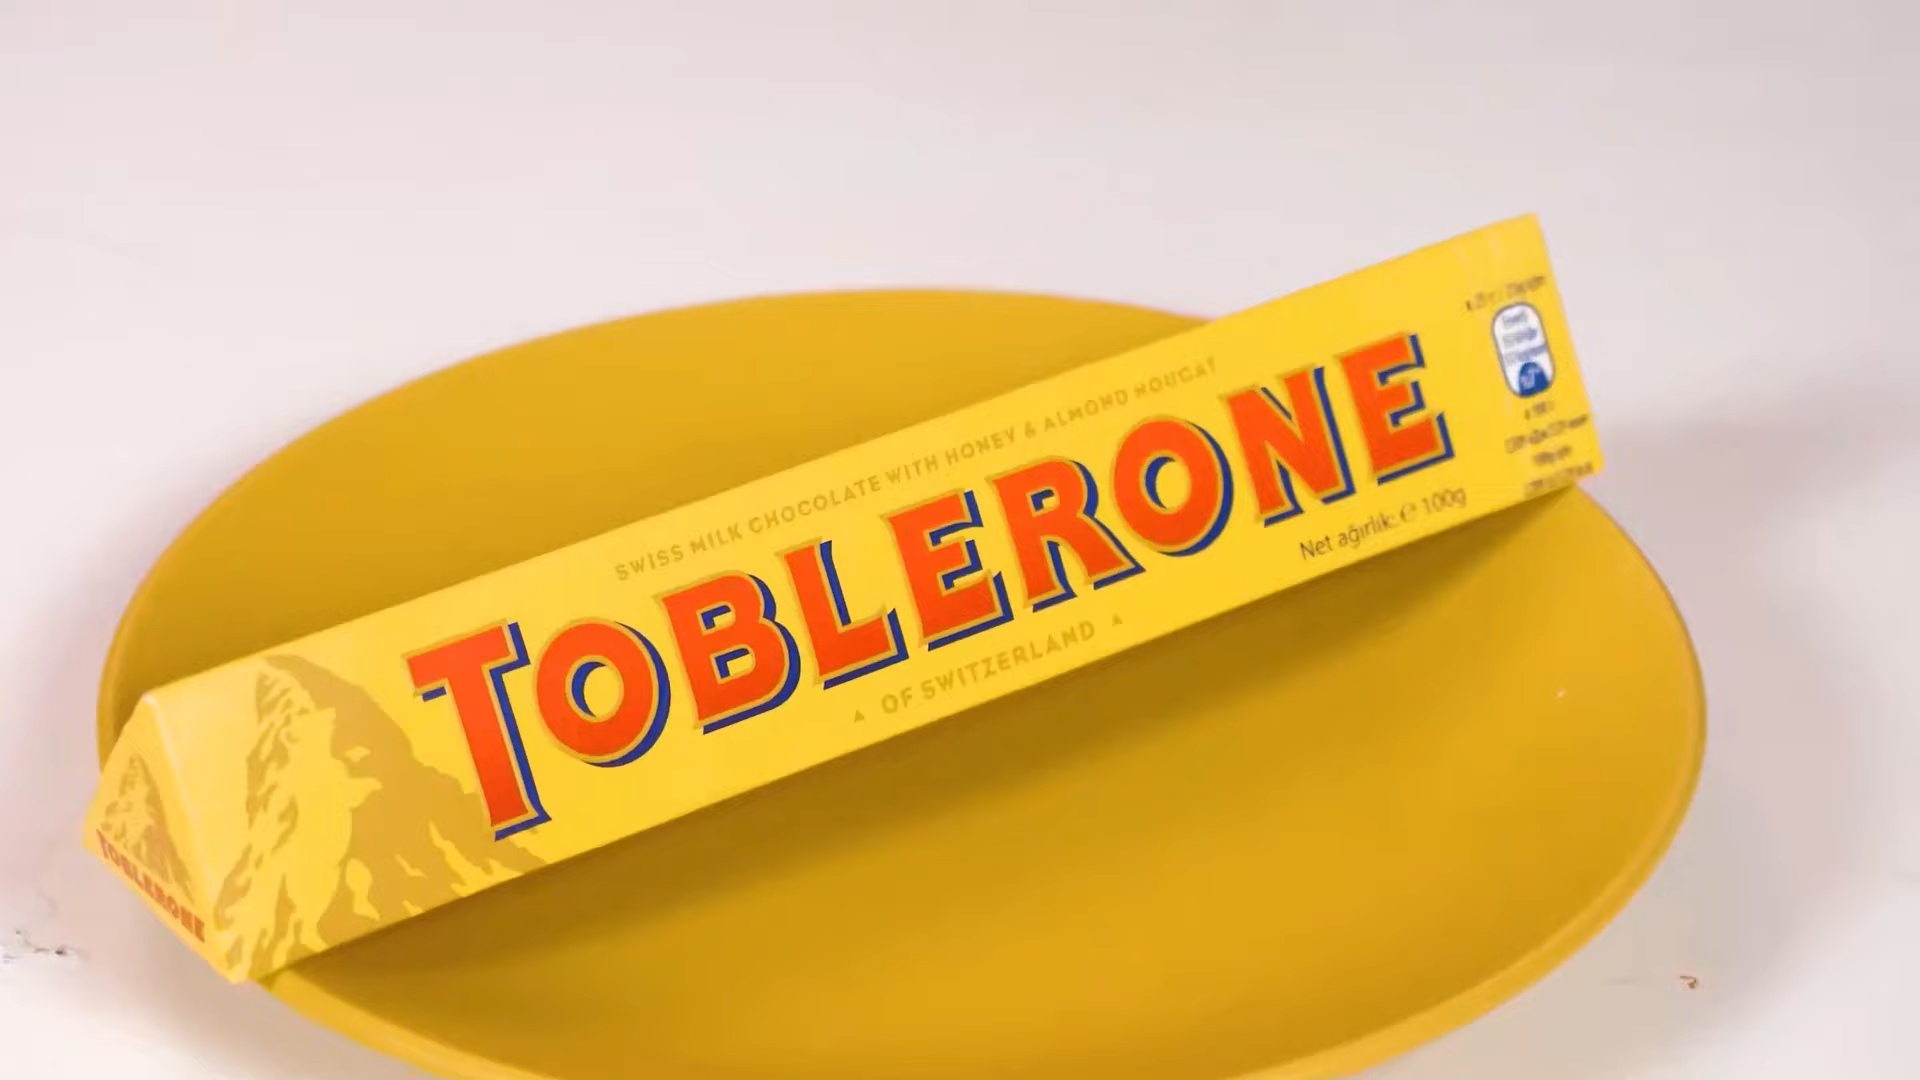 SWISS MILK CHOCOLATE WITH HONEY & ALMOND NOUGAT
TOBLERONE
OF SWITZERLAND
Net ağırlık: ℮ 100g
TOBLERONE